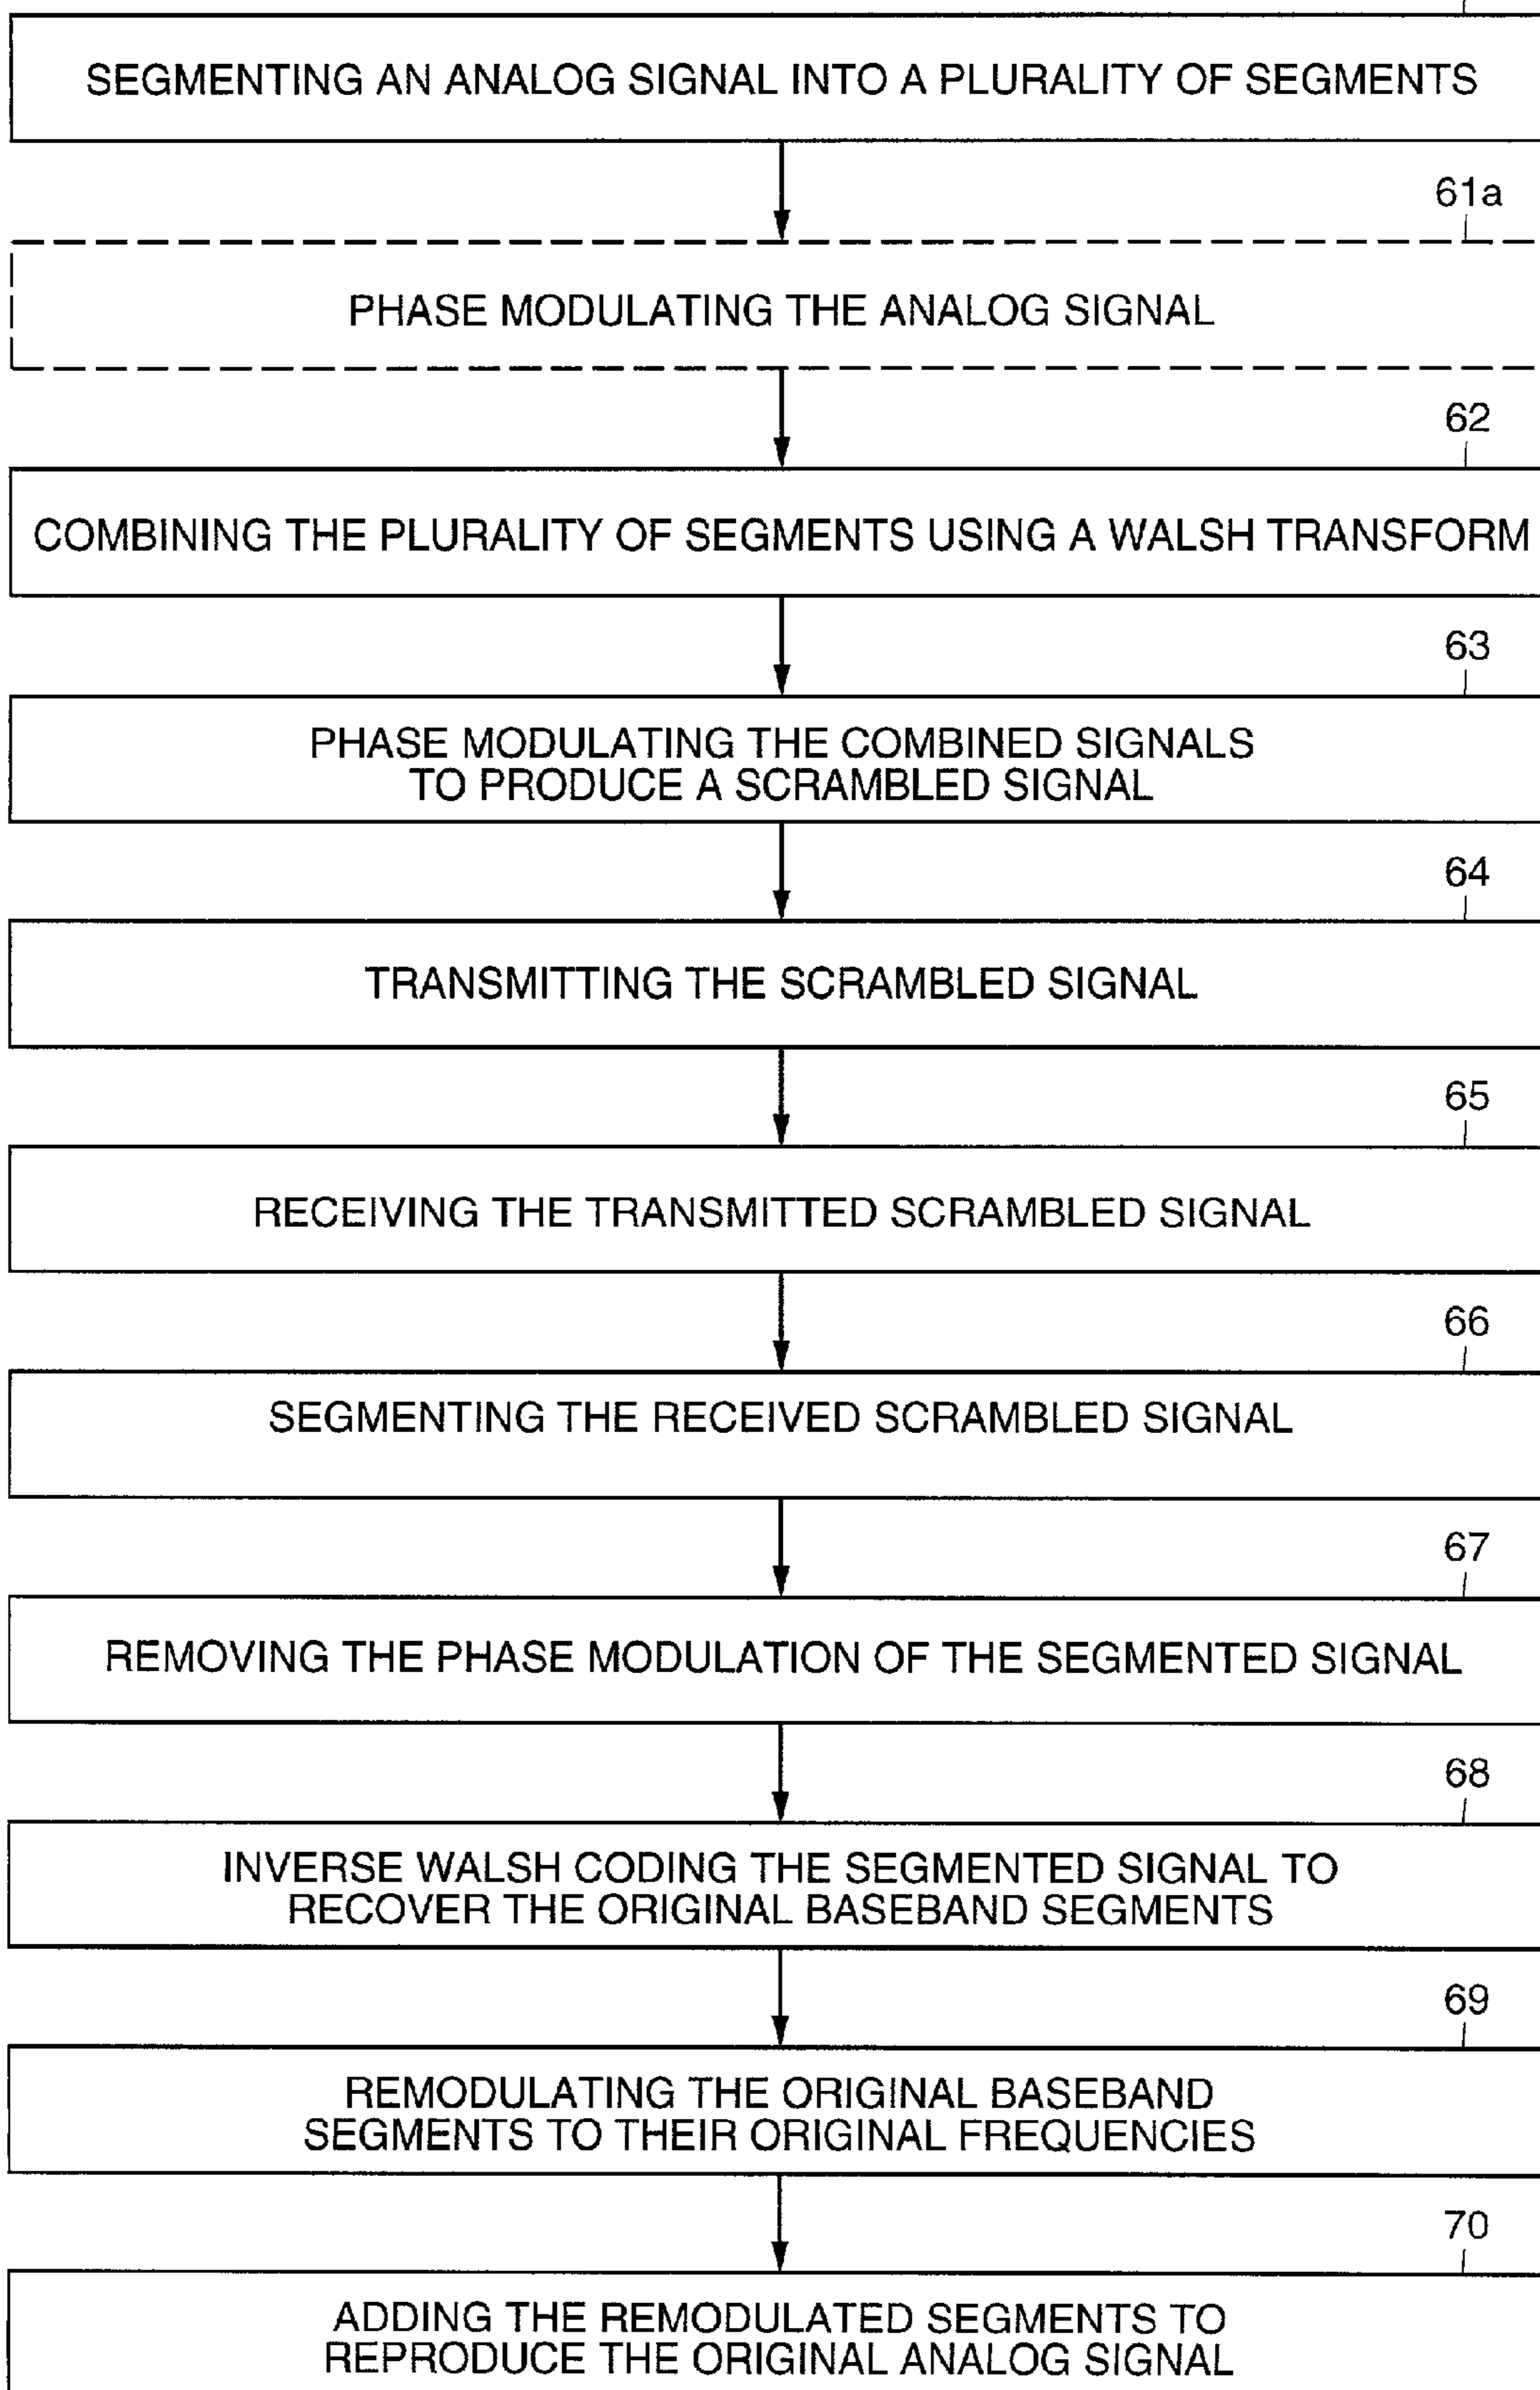 SEGMENTING AN ANALOG SIGNAL INTO A PLURALITY OF SEGMENTS
61a
PHASE MODULATING THE ANALOG SIGNAL
62
COMBINING THE PLURALITY OF SEGMENTS USING A WALSH TRANSFORM
63
PHASE MODULATING THE COMBINED SIGNALS
TO PRODUCE A SCRAMBLED SIGNAL
64
TRANSMITTING THE SCRAMBLED SIGNAL
65
RECEIVING THE TRANSMITTED SCRAMBLED SIGNAL
66
SEGMENTING THE RECEIVED SCRAMBLED SIGNAL
67
REMOVING THE PHASE MODULATION OF THE SEGMENTED SIGNAL
68
INVERSE WALSH CODING THE SEGMENTED SIGNAL TO
RECOVER THE ORIGINAL BASEBAND SEGMENTS
69
REMODULATING THE ORIGINAL BASEBAND
SEGMENTS TO THEIR ORIGINAL FREQUENCIES
70
ADDING THE REMODULATED SEGMENTS TO
REPRODUCE THE ORIGINAL ANALOG SIGNAL